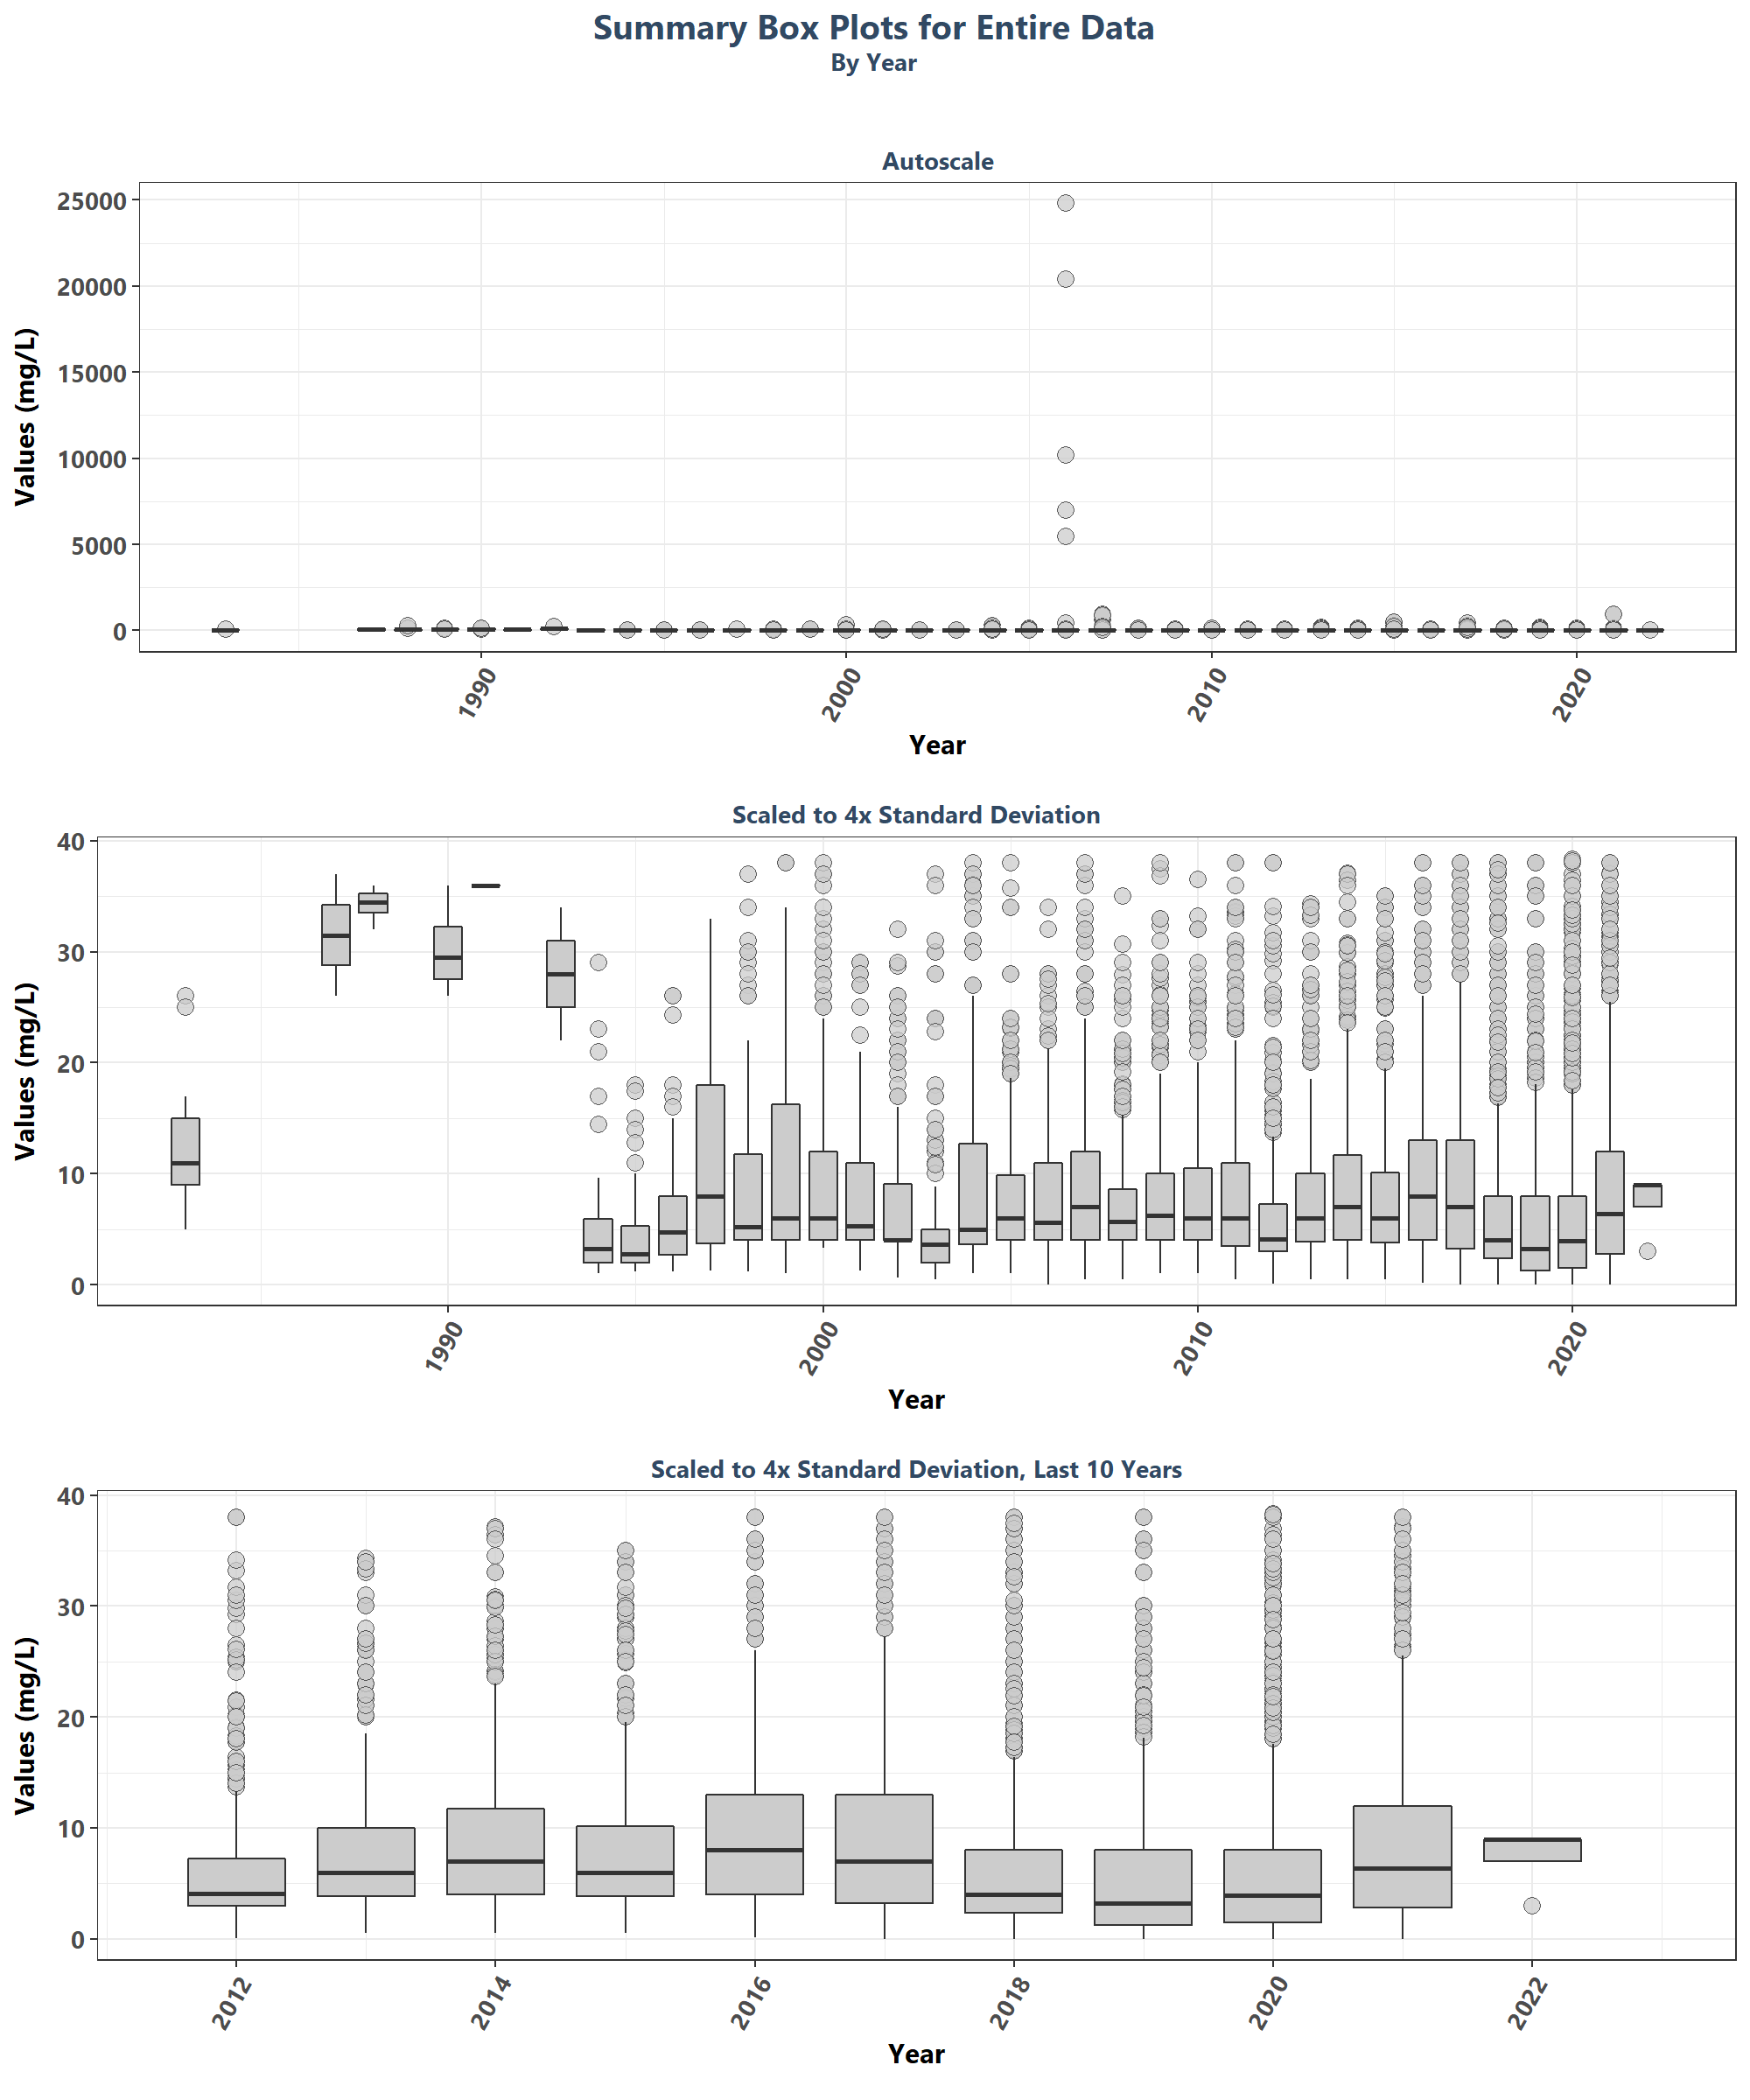 Summary Box Plots for Entire Data
By Year
Autoscale
Values (mg/L)
25000
20000
15000
10000
5000
0
1990
2000
2010
2020
Year
Scaled to 4x Standard Deviation
Values (mg/L)
40
30
20
10
0
1990
2000
2010
2020
Year
Scaled to 4x Standard Deviation, Last 10 Years
Values (mg/L)
40
30
20
10
0
2012
2014
2016
2018
2020
2022
Year